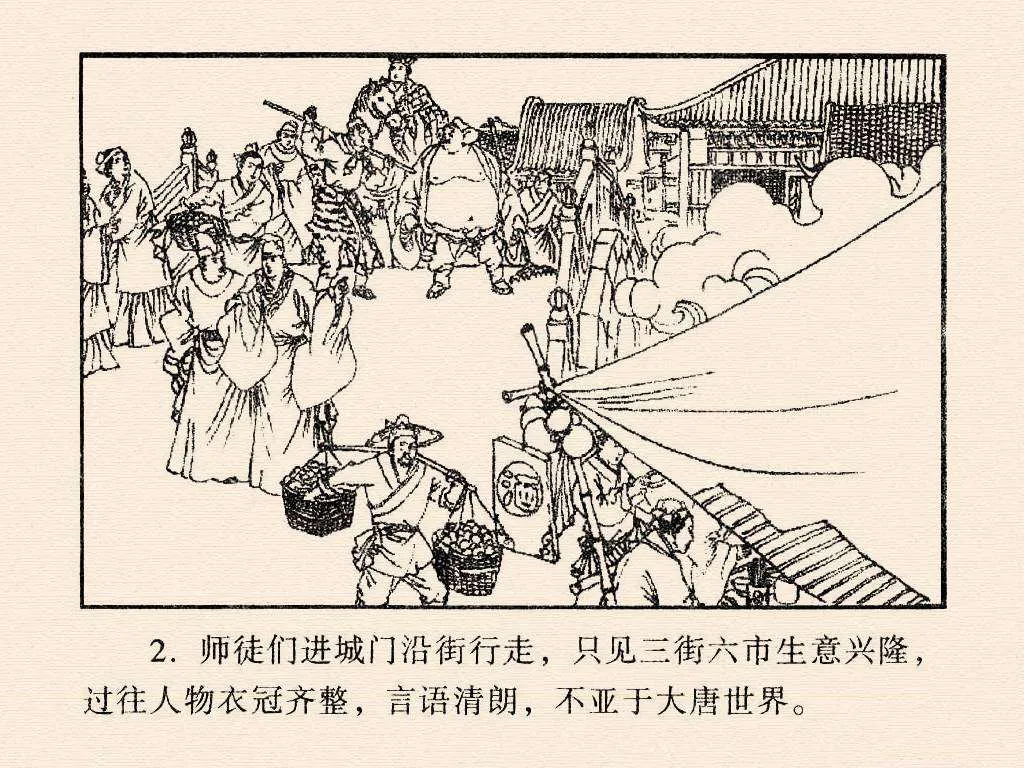 2. 师徒们进城门沿街行走，只见三街六市生意兴隆，
过往人物衣冠齐整，言语清朗，不亚于大唐世界。